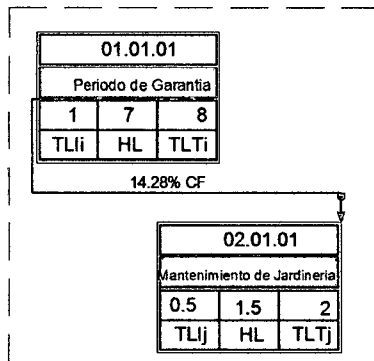 01.01.01
Periodo de Garantia
1 7 8
TLIi HL TLTi
14.28% CF
02.01.01
Mantenimiento de Jardineria
0.5 1.5 2
TLIj HL TLTj